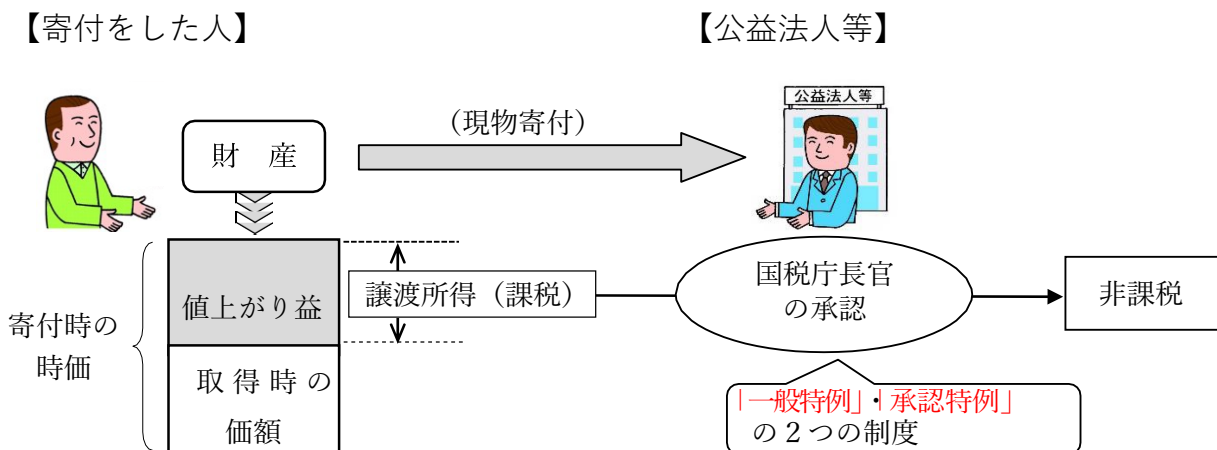 【寄付をした人】
【公益法人等】
公益法人等
(現物寄付)
財　産
値上がり益
譲渡所得（課税）
国税庁長官
の承認
非課税
寄付時の
時価
取 得 時 の
価額
「一般特例」・「承認特例」
の２つの制度